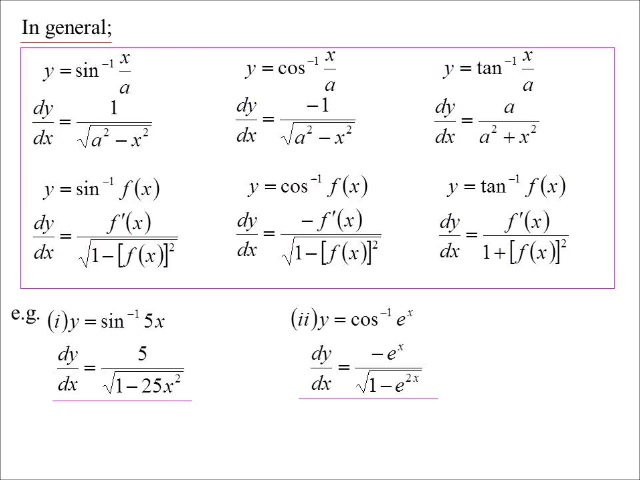 In general;
y = sin⁻¹ x/a    y = cos⁻¹ x/a    y = tan⁻¹ x/a
dy/dx = 1/√(a² − x²)    dy/dx = −1/√(a² − x²)    dy/dx = a/(a² + x²)
y = sin⁻¹ f(x)    y = cos⁻¹ f(x)    y = tan⁻¹ f(x)
dy/dx = f′(x)/√(1−[f(x)]²)    dy/dx = −f′(x)/√(1−[f(x)]²)    dy/dx = f′(x)/(1+[f(x)]²)
e.g. (i) y = sin⁻¹ 5x    (ii) y = cos⁻¹ eˣ
dy/dx = 5/√(1−25x²)    dy/dx = −eˣ/√(1−e²ˣ)